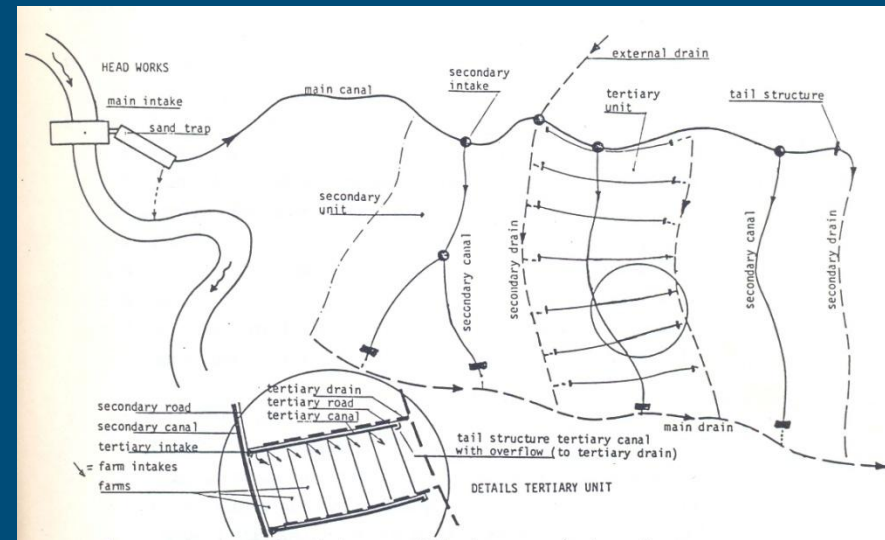 HEAD WORKS
main intake
sand trap
main canal
secondary
intake
external drain
tertiary
unit
tail structure
secondary
unit
secondary canal
secondary drain
secondary canal
secondary drain
main drain
secondary road
secondary canal
tertiary intake
= farm intakes
farms
tertiary drain
tertiary road
tertiary canal
tail structure tertiary canal
with overflow (to tertiary drain)
DETAILS TERTIARY UNIT